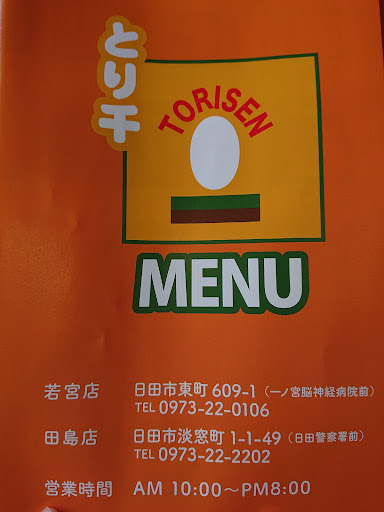 とり千
TORISEN
MENU
若宮店 日田市東町 609-1（一ノ宮脳神経病院前）
TEL 0973-22-0106
田島店 日田市淡窓町 1-1-49（日田警察署前）
TEL 0973-22-2202
営業時間 AM 10:00〜PM8:00